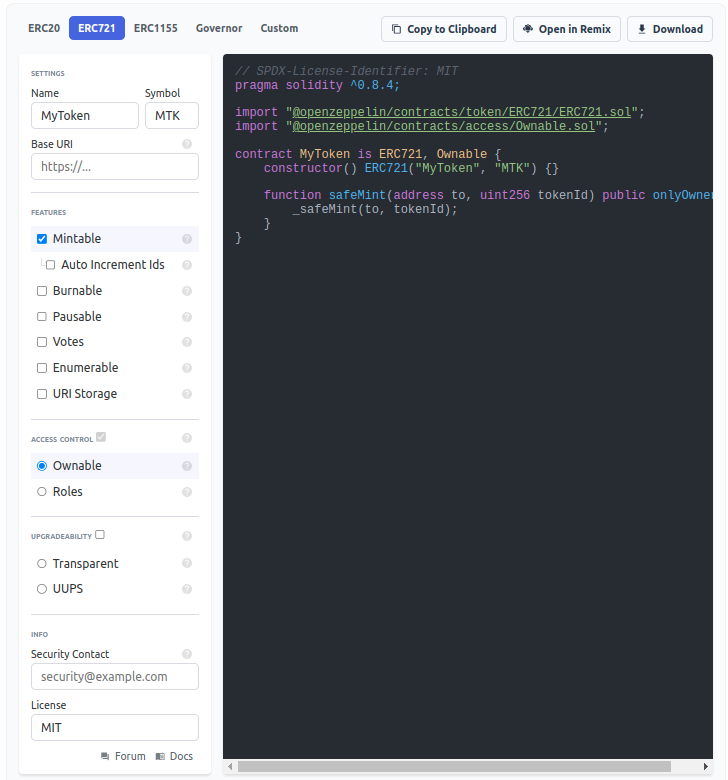 ERC20 ERC721 ERC1155 Governor Custom Copy to Clipboard Open in Remix Download
SETTINGS
Name Symbol
MyToken MTK
Base URI ?
https://...
FEATURES
Mintable ?
Auto Increment Ids ?
Burnable ?
Pausable ?
Votes ?
Enumerable ?
URI Storage ?
ACCESS CONTROL ?
Ownable ?
Roles ?
UPGRADEABILITY ?
Transparent ?
UUPS ?
INFO
Security Contact ?
security@example.com
License
MIT
Forum Docs
// SPDX-License-Identifier: MIT
pragma solidity ^0.8.4;
import "@openzeppelin/contracts/token/ERC721/ERC721.sol";
import "@openzeppelin/contracts/access/Ownable.sol";
contract MyToken is ERC721, Ownable {
constructor() ERC721("MyToken", "MTK") {}
function safeMint(address to, uint256 tokenId) public onlyOwner
_safeMint(to, tokenId);
}
}